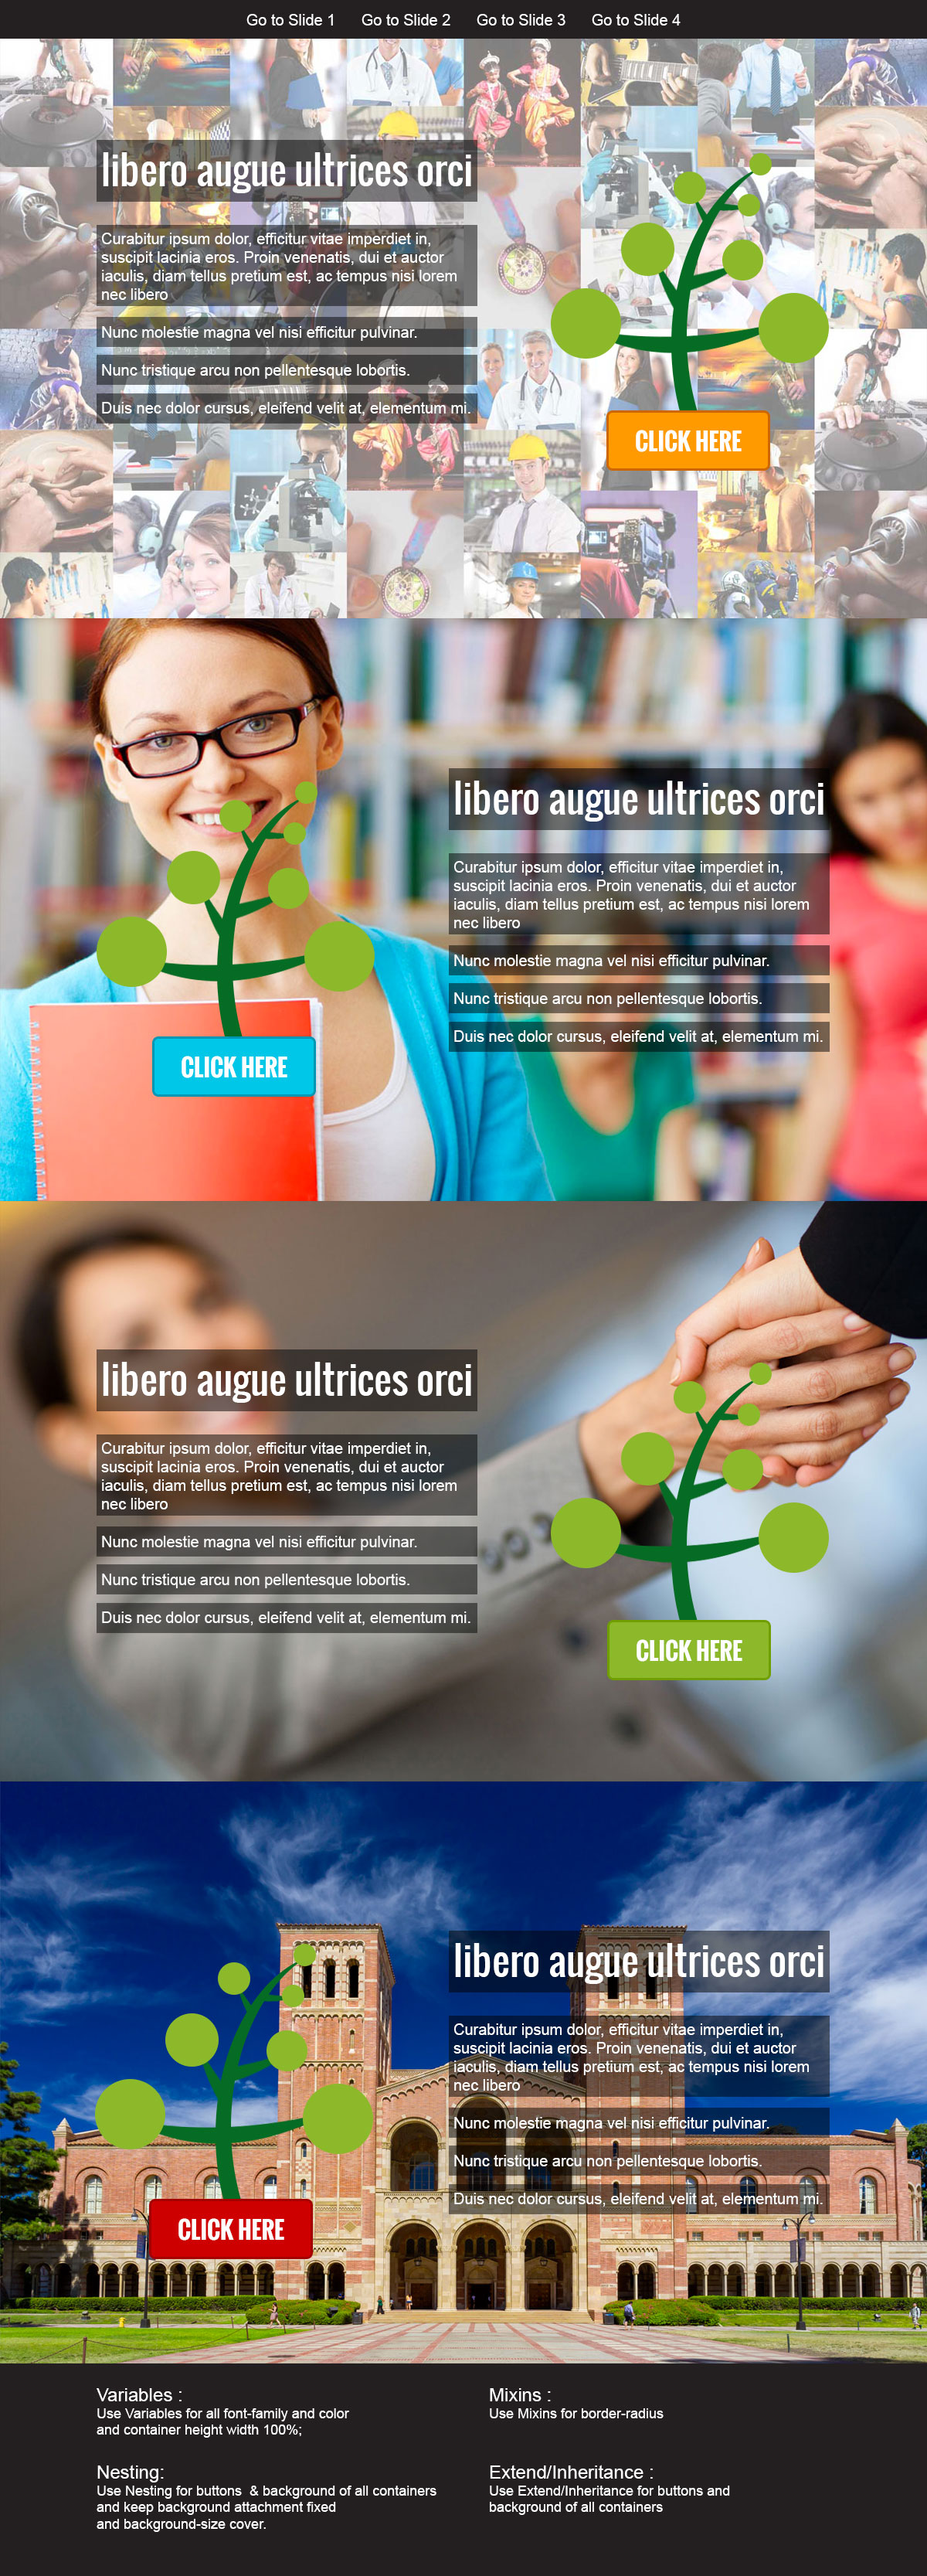 Go to Slide 1 Go to Slide 2 Go to Slide 3 Go to Slide 4
libero augue ultrices orci
Curabitur ipsum dolor, efficitur vitae imperdiet in,
suscipit lacinia eros. Proin venenatis, dui et auctor
iaculis, diam tellus pretium est, ac tempus nisi lorem
nec libero
Nunc molestie magna vel nisi efficitur pulvinar.
Nunc tristique arcu non pellentesque lobortis.
Duis nec dolor cursus, eleifend velit at, elementum mi.
CLICK HERE
libero augue ultrices orci
Curabitur ipsum dolor, efficitur vitae imperdiet in,
suscipit lacinia eros. Proin venenatis, dui et auctor
iaculis, diam tellus pretium est, ac tempus nisi lorem
nec libero
Nunc molestie magna vel nisi efficitur pulvinar.
Nunc tristique arcu non pellentesque lobortis.
Duis nec dolor cursus, eleifend velit at, elementum mi.
CLICK HERE
libero augue ultrices orci
Curabitur ipsum dolor, efficitur vitae imperdiet in,
suscipit lacinia eros. Proin venenatis, dui et auctor
iaculis, diam tellus pretium est, ac tempus nisi lorem
nec libero
Nunc molestie magna vel nisi efficitur pulvinar.
Nunc tristique arcu non pellentesque lobortis.
Duis nec dolor cursus, eleifend velit at, elementum mi.
CLICK HERE
libero augue ultrices orci
Curabitur ipsum dolor, efficitur vitae imperdiet in,
suscipit lacinia eros. Proin venenatis, dui et auctor
iaculis, diam tellus pretium est, ac tempus nisi lorem
nec libero
Nunc molestie magna vel nisi efficitur pulvinar.
Nunc tristique arcu non pellentesque lobortis.
Duis nec dolor cursus, eleifend velit at, elementum mi.
CLICK HERE
Variables :
Use Variables for all font-family and color
and container height width 100%;
Mixins :
Use Mixins for border-radius
Nesting:
Use Nesting for buttons & background of all containers
and keep background attachment fixed
and background-size cover.
Extend/Inheritance :
Use Extend/Inheritance for buttons and
background of all containers